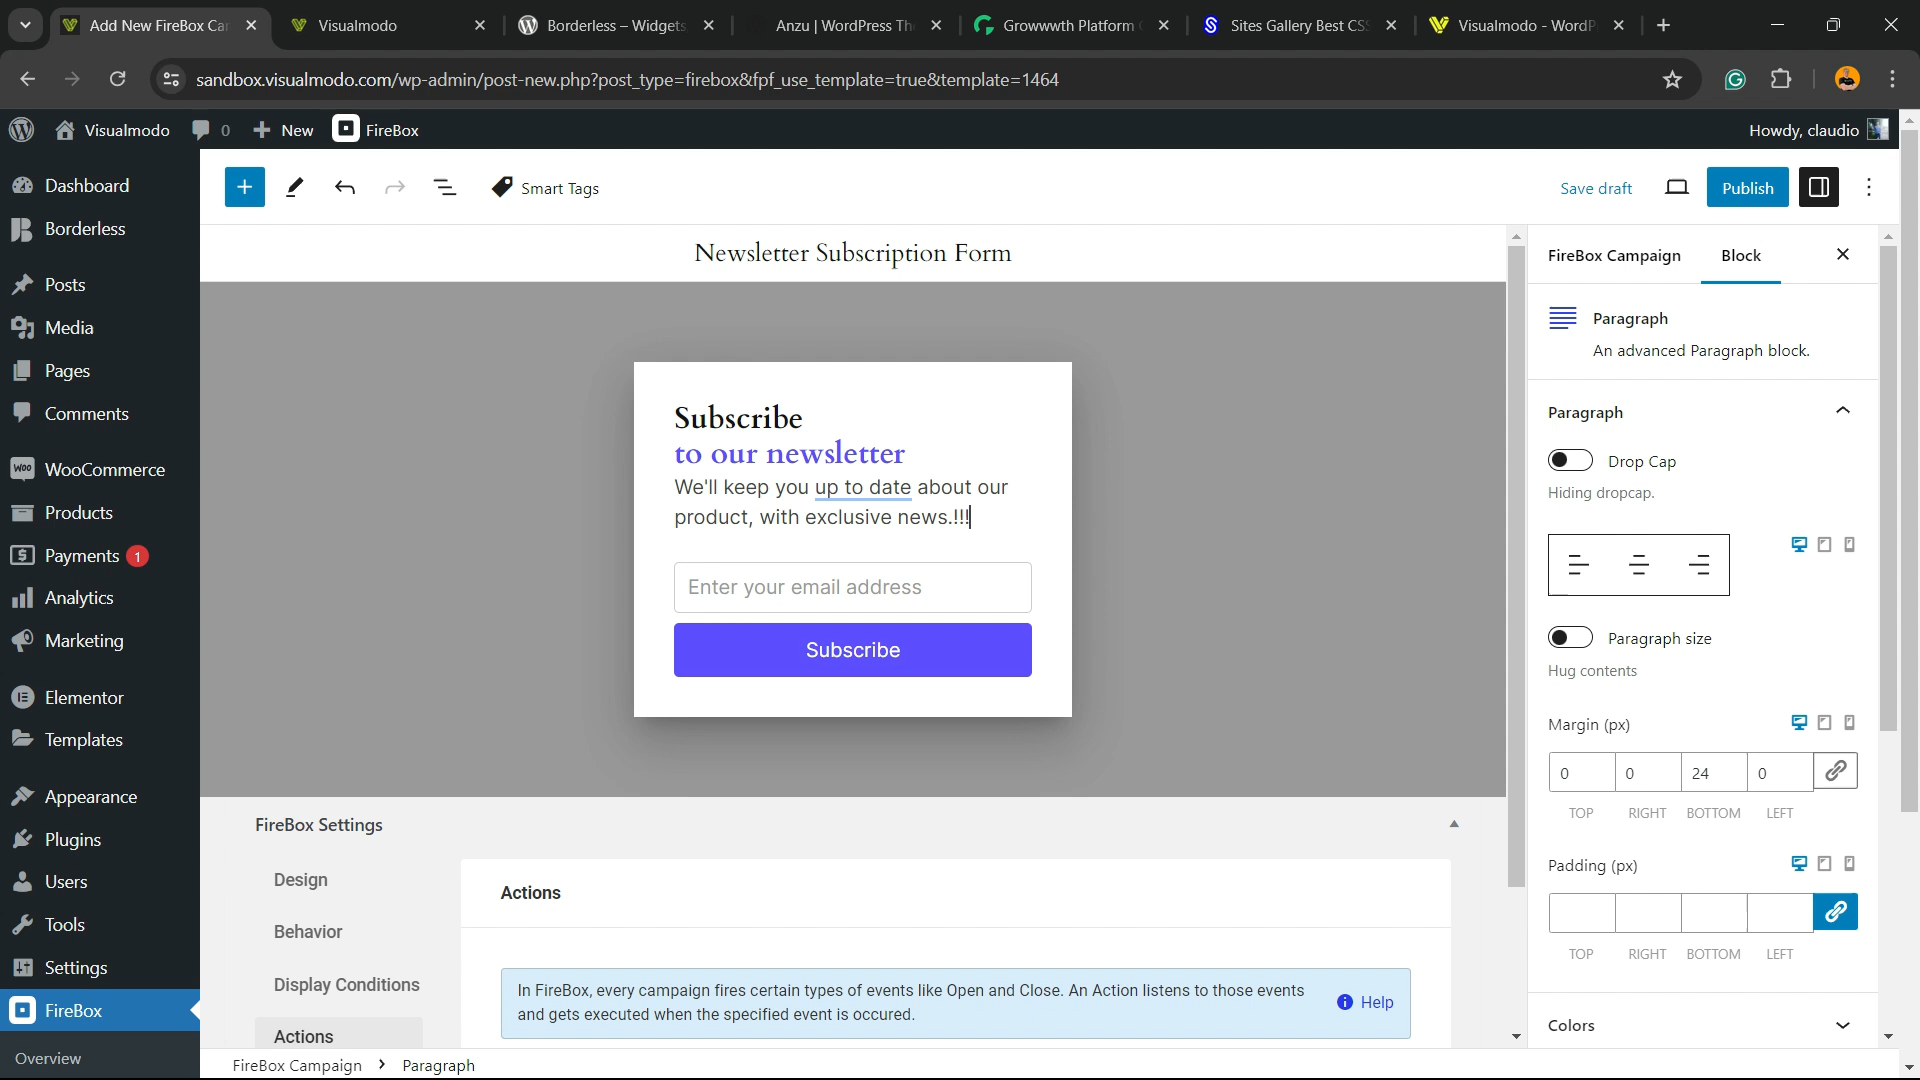 Add New FireBox Ca
Visualmodo
Borderless – Widgets
Anzu | WordPress Th
Growwwth Platform
Sites Gallery Best CSS
Visualmodo - WordP
sandbox.visualmodo.com/wp-admin/post-new.php?post_type=firebox&fpf_use_template=true&template=1464
Visualmodo
0
New
FireBox
Howdy, claudio
Dashboard
Borderless
Posts
Media
Pages
Comments
WooCommerce
Products
Payments 1
Analytics
Marketing
Elementor
Templates
Appearance
Plugins
Users
Tools
Settings
FireBox
Overview
Smart Tags
Save draft
Publish
Newsletter Subscription Form
Subscribe
to our newsletter
We'll keep you up to date about our
product, with exclusive news.!!!
Enter your email address
Subscribe
FireBox Settings
Design
Behavior
Display Conditions
Actions
Actions
In FireBox, every campaign fires certain types of events like Open and Close. An Action listens to those events
and gets executed when the specified event is occured.
Help
FireBox Campaign
Paragraph
FireBox Campaign
Block
Paragraph
An advanced Paragraph block.
Paragraph
Drop Cap
Hiding dropcap.
Paragraph size
Hug contents
Margin (px)
0 0 24 0
TOP RIGHT BOTTOM LEFT
Padding (px)
TOP RIGHT BOTTOM LEFT
Colors